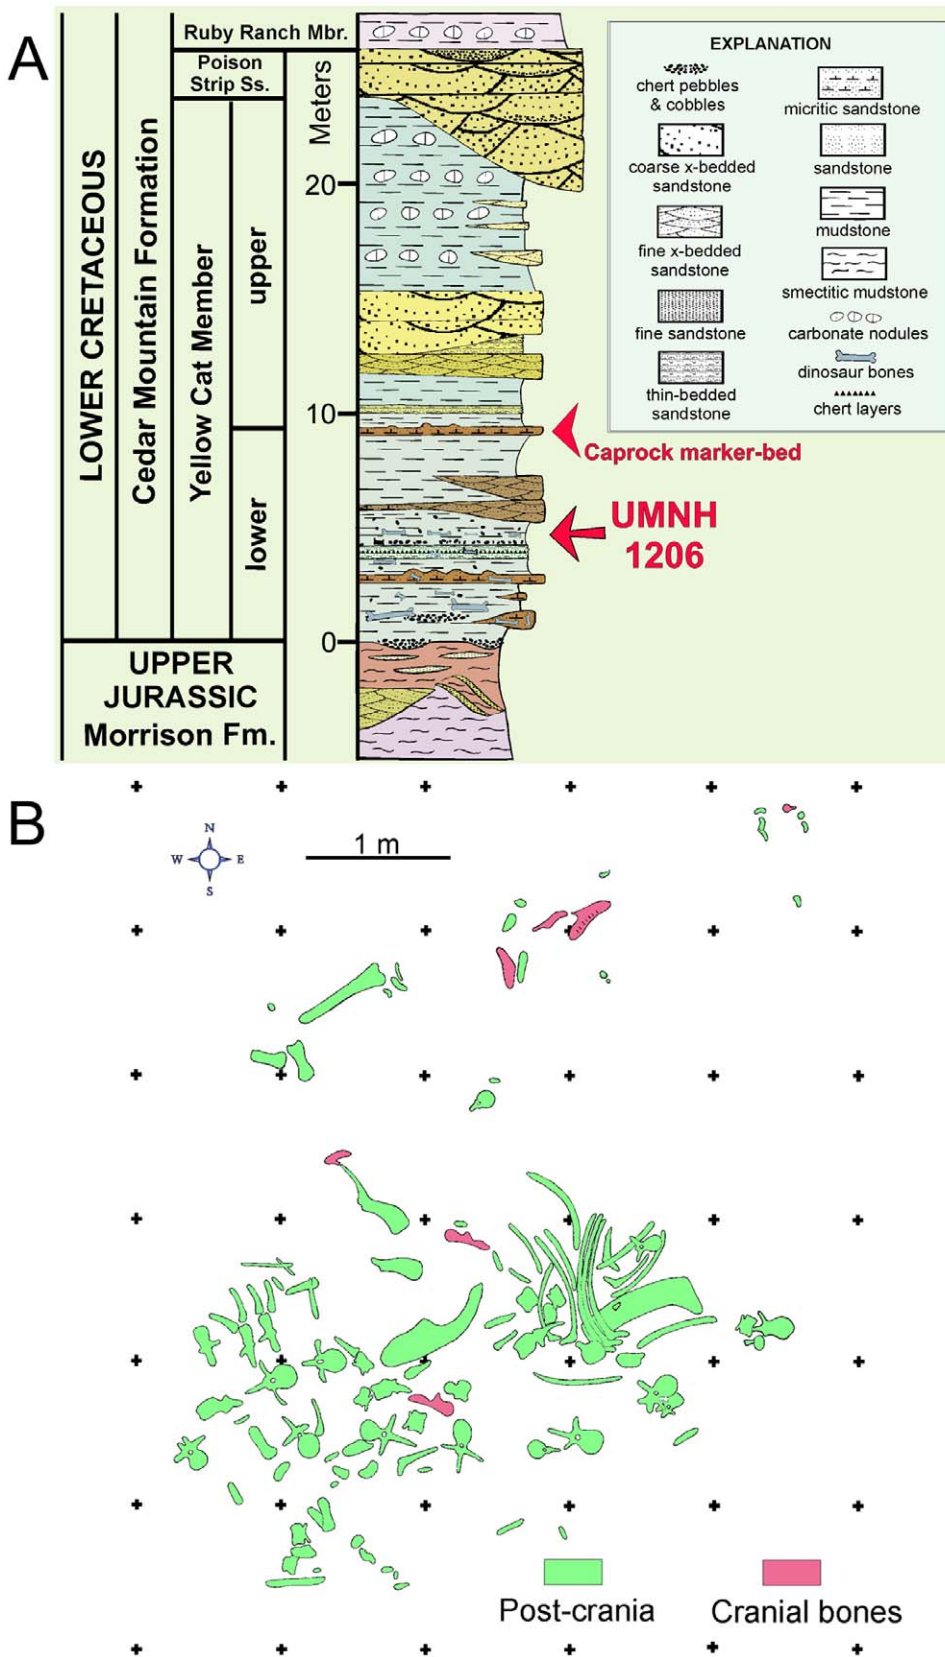 A
LOWER CRETACEOUS
Cedar Mountain Formation
Ruby Ranch Mbr.
Poison
Strip Ss.
Yellow Cat Member
upper
lower
UPPER
JURASSIC
Morrison Fm.
Meters
20
10
0
EXPLANATION
chert pebbles
& cobbles
coarse x-bedded
sandstone
fine x-bedded
sandstone
fine sandstone
thin-bedded
sandstone
micritic sandstone
sandstone
mudstone
smectitic mudstone
carbonate nodules
dinosaur bones
chert layers
Caprock marker-bed
UMNH
1206
B
N
W E
S
1 m
Post-crania
Cranial bones